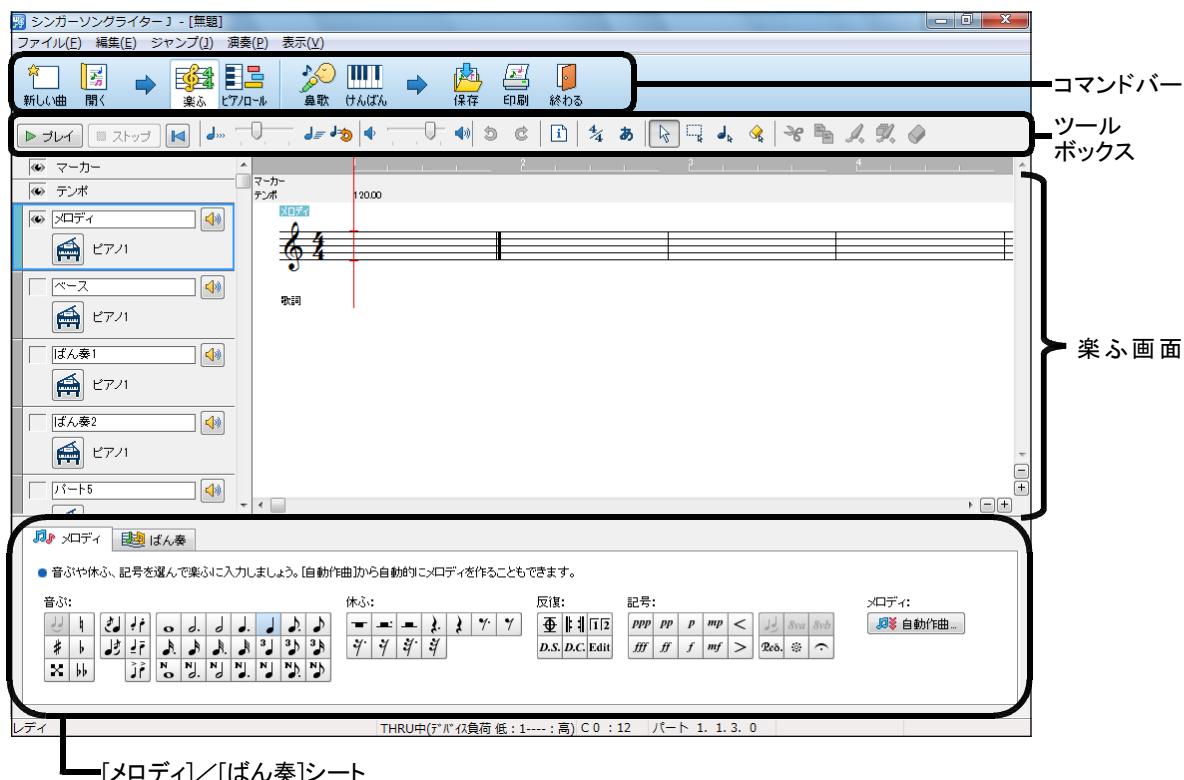 シンガーソングライターJ - [無題]
ファイル(F) 編集(E) ジャンプ(J) 演奏(P) 表示(V)
新しい曲 開く 楽ふ ピアノロール 鼻歌 けんばん 保存 印刷 終わる
コマンドバー
プレイ ストップ あ
ツール
ボックス
マーカー
テンポ
メロディ
ピアノ1
ベース
ピアノ1
ばん奏1
ピアノ1
ばん奏2
ピアノ1
パート5
2 3 4
マーカー
テンポ 120.00
メロディ
4
4
歌詞
楽ふ画面
メロディ ばん奏
音ぷや休ふ、記号を選んで楽ふに入力しましょう。[自動作曲]から自動的にメロディを作ることもできます。
音ぷ: 休ふ: 反復: 記号: メロディ:
1 2 ppp pp p mp 8va 8vb 自動作曲...
3 3 3 D.S. D.C. Edit fff ff f mf Ped.
N N N N N N N
レディ THRU中(デバイス負荷 低:1----:高) C 0 : 12 パート 1. 1. 3. 0
[メロディ]/[ばん奏]シート